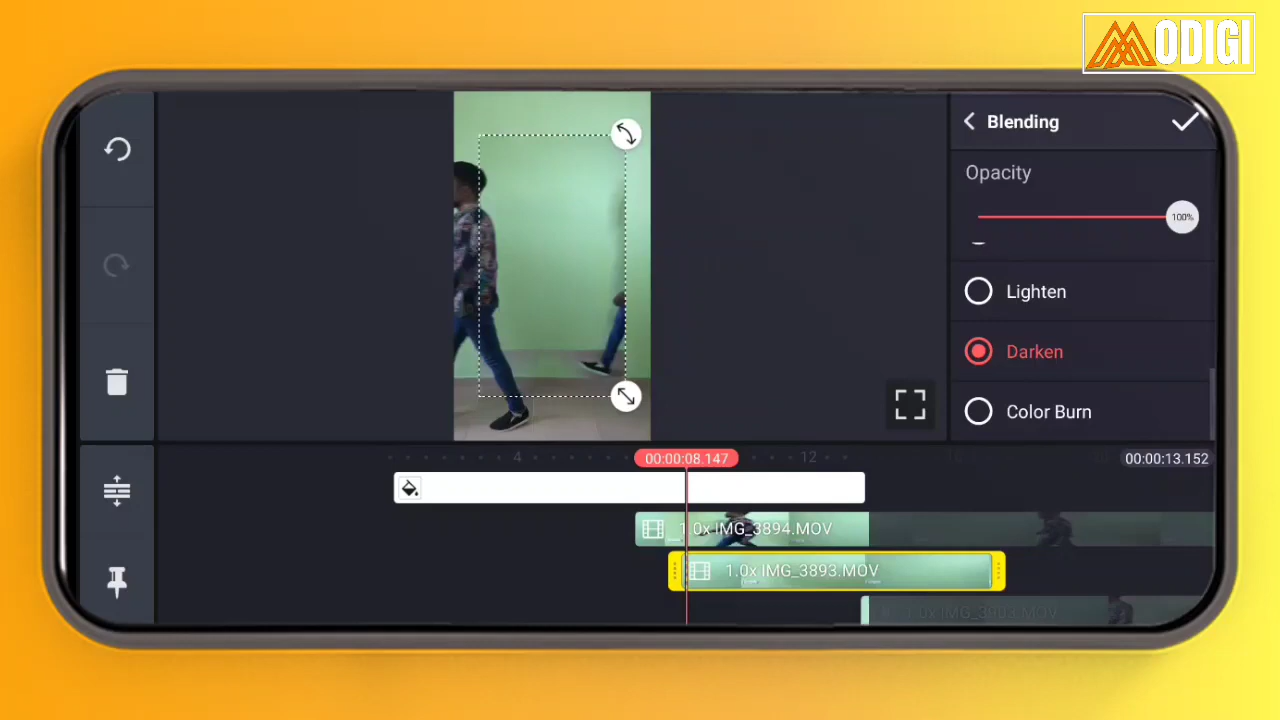 MODIGI
Blending
Opacity
100%
Lighten
Darken
Color Burn
4
00:00:08.147
12
00:00:13.152
1.0x IMG_3894.MOV
1.0x IMG_3893.MOV
1.0x IMG_3903.MOV